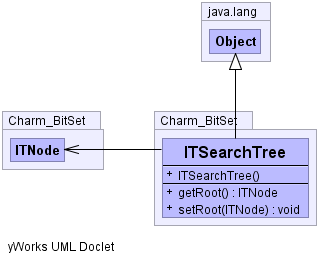 java.lang
Object
Charm_BitSet
ITNode
Charm_BitSet
ITSearchTree
+ ITSearchTree()
+ getRoot() : ITNode
+ setRoot(ITNode) : void
yWorks UML Doclet